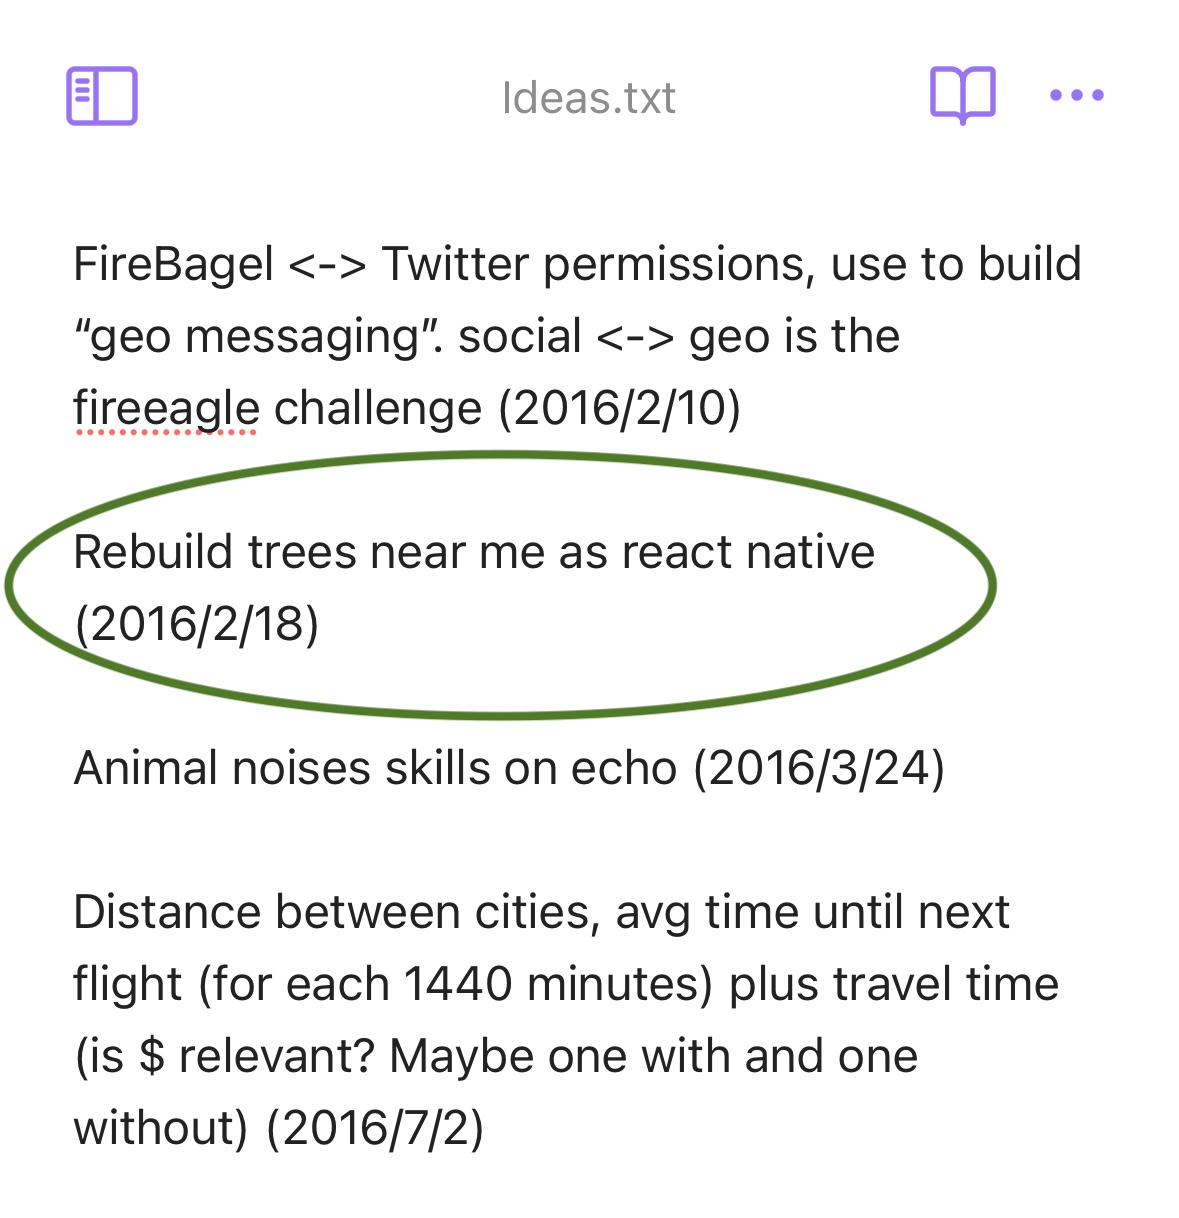 Ideas.txt
FireBagel <-> Twitter permissions, use to build
“geo messaging”. social <-> geo is the
fireeagle challenge (2016/2/10)
Rebuild trees near me as react native
(2016/2/18)
Animal noises skills on echo (2016/3/24)
Distance between cities, avg time until next
flight (for each 1440 minutes) plus travel time
(is $ relevant? Maybe one with and one
without) (2016/7/2)